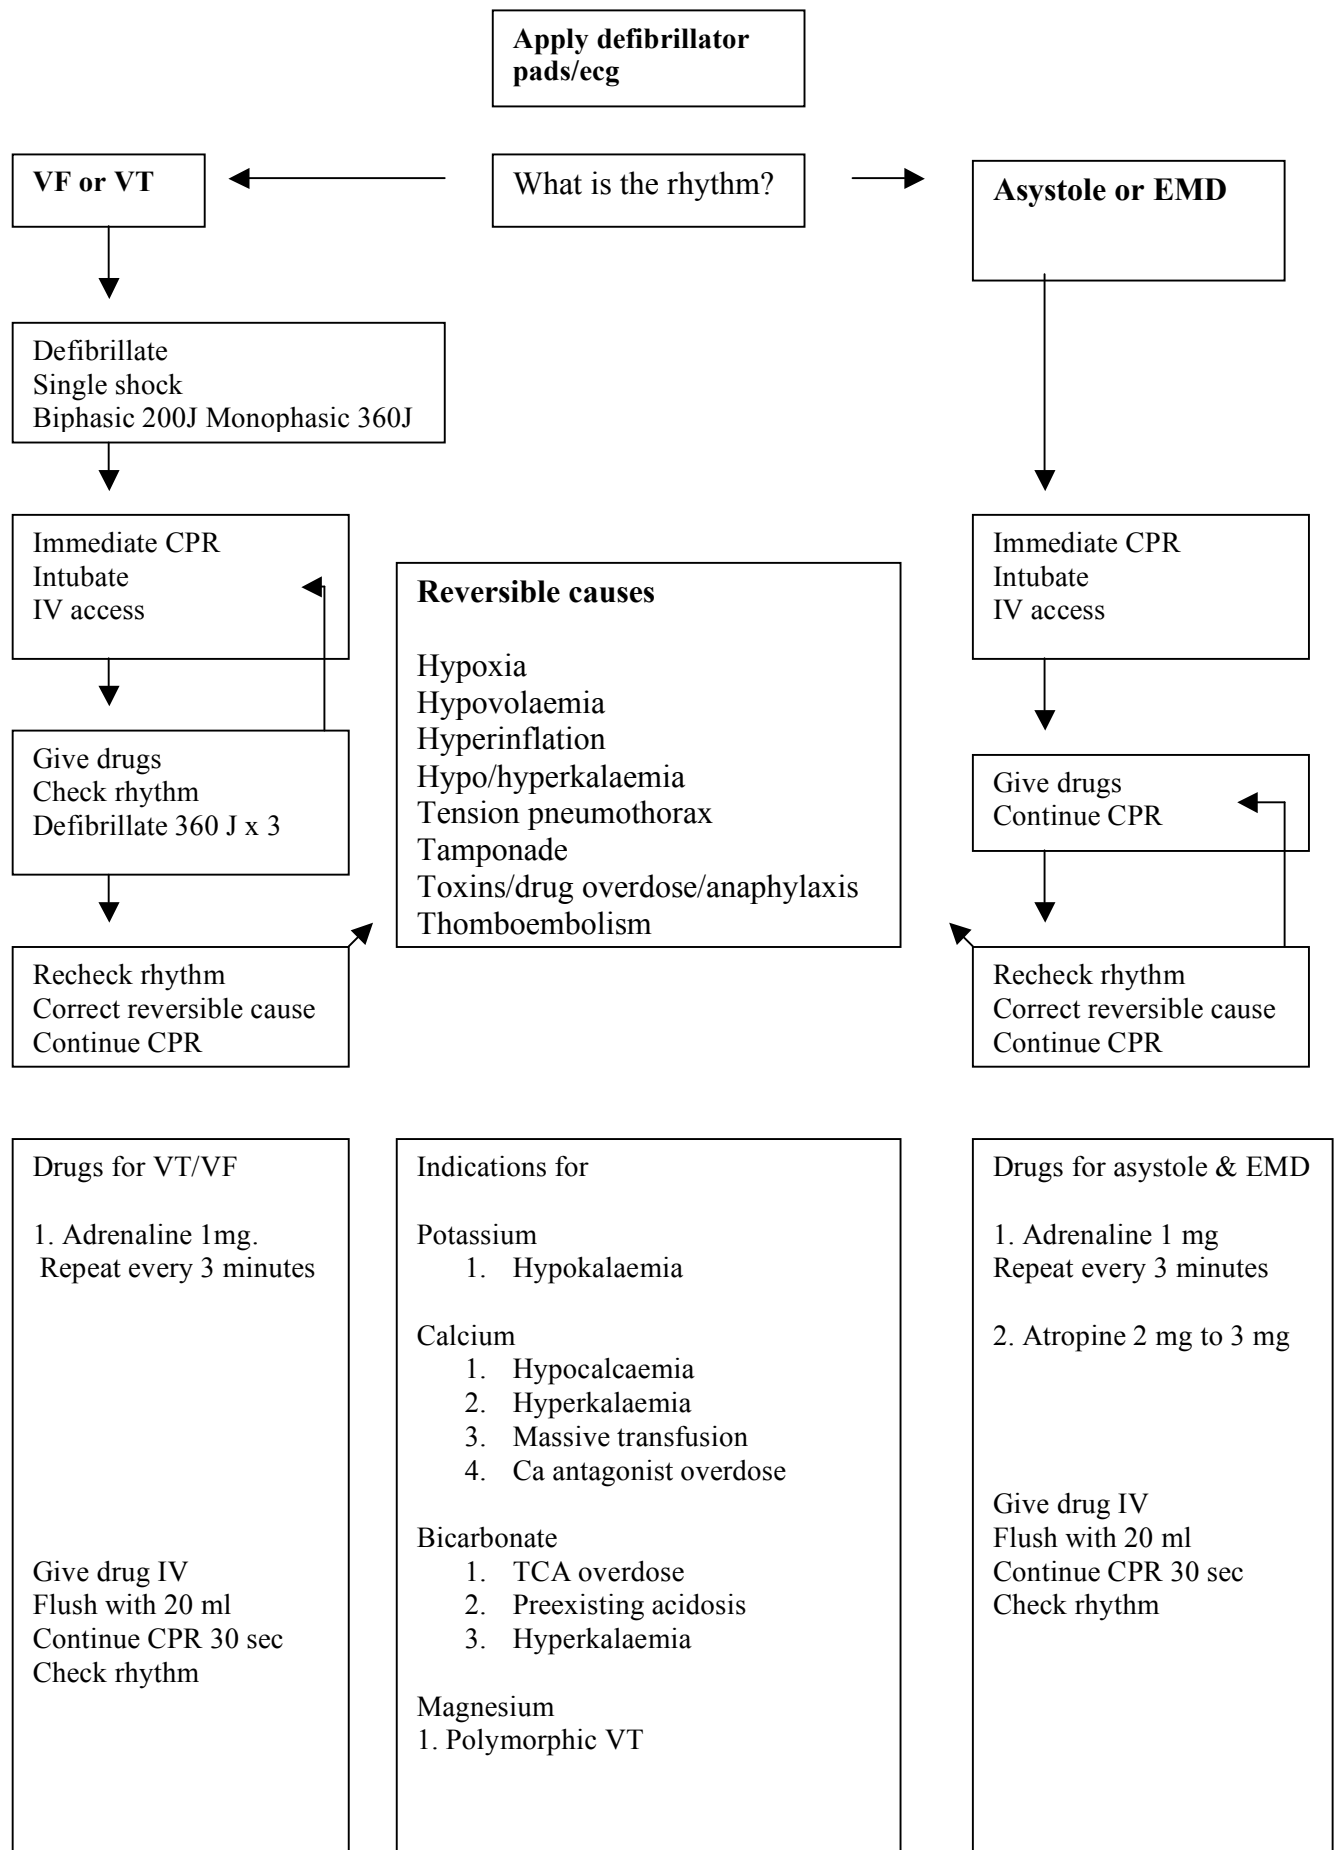 Apply defibrillator
pads/ecg
VF or VT
What is the rhythm?
Asystole or EMD
Defibrillate
Single shock
Biphasic 200J Monophasic 360J
Immediate CPR
Intubate
IV access
Give drugs
Check rhythm
Defibrillate 360 J x 3
Recheck rhythm
Correct reversible cause
Continue CPR
Reversible causes
Hypoxia
Hypovolaemia
Hyperinflation
Hypo/hyperkalaemia
Tension pneumothorax
Tamponade
Toxins/drug overdose/anaphylaxis
Thomboembolism
Immediate CPR
Intubate
IV access
Give drugs
Continue CPR
Recheck rhythm
Correct reversible cause
Continue CPR
Drugs for VT/VF
1. Adrenaline 1mg.
Repeat every 3 minutes
Give drug IV
Flush with 20 ml
Continue CPR 30 sec
Check rhythm
Indications for
Potassium
1. Hypokalaemia
Calcium
1. Hypocalcaemia
2. Hyperkalaemia
3. Massive transfusion
4. Ca antagonist overdose
Bicarbonate
1. TCA overdose
2. Preexisting acidosis
3. Hyperkalaemia
Magnesium
1. Polymorphic VT
Drugs for asystole & EMD
1. Adrenaline 1 mg
Repeat every 3 minutes
2. Atropine 2 mg to 3 mg
Give drug IV
Flush with 20 ml
Continue CPR 30 sec
Check rhythm